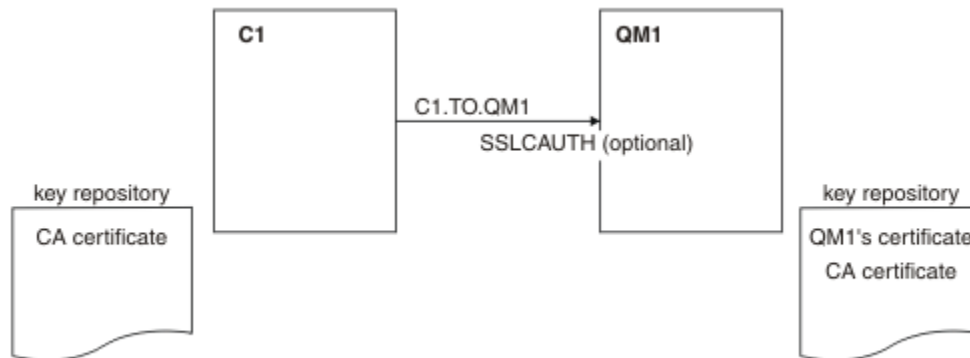 C1
QM1
C1.TO.QM1
SSLCAUTH (optional)
key repository
CA certificate
key repository
QM1's certificate
CA certificate